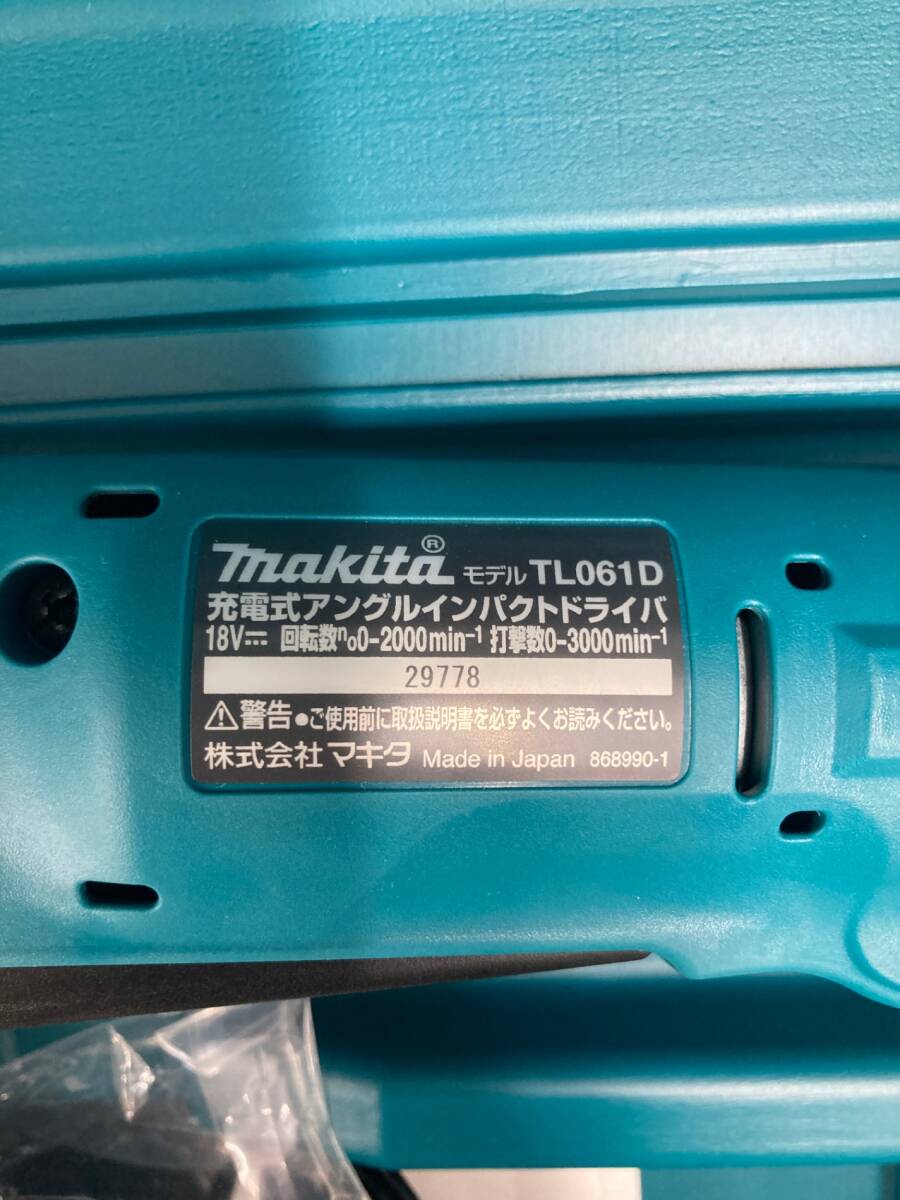 makita® モデル TL061D
充電式アングルインパクトドライバ
18V⎓ 回転数n₀0-2000min⁻¹ 打撃数0-3000min⁻¹
29778
⚠警告 ●ご使用前に取扱説明書を必ずよくお読みください。
株式会社 マキタ Made in Japan 868990-1